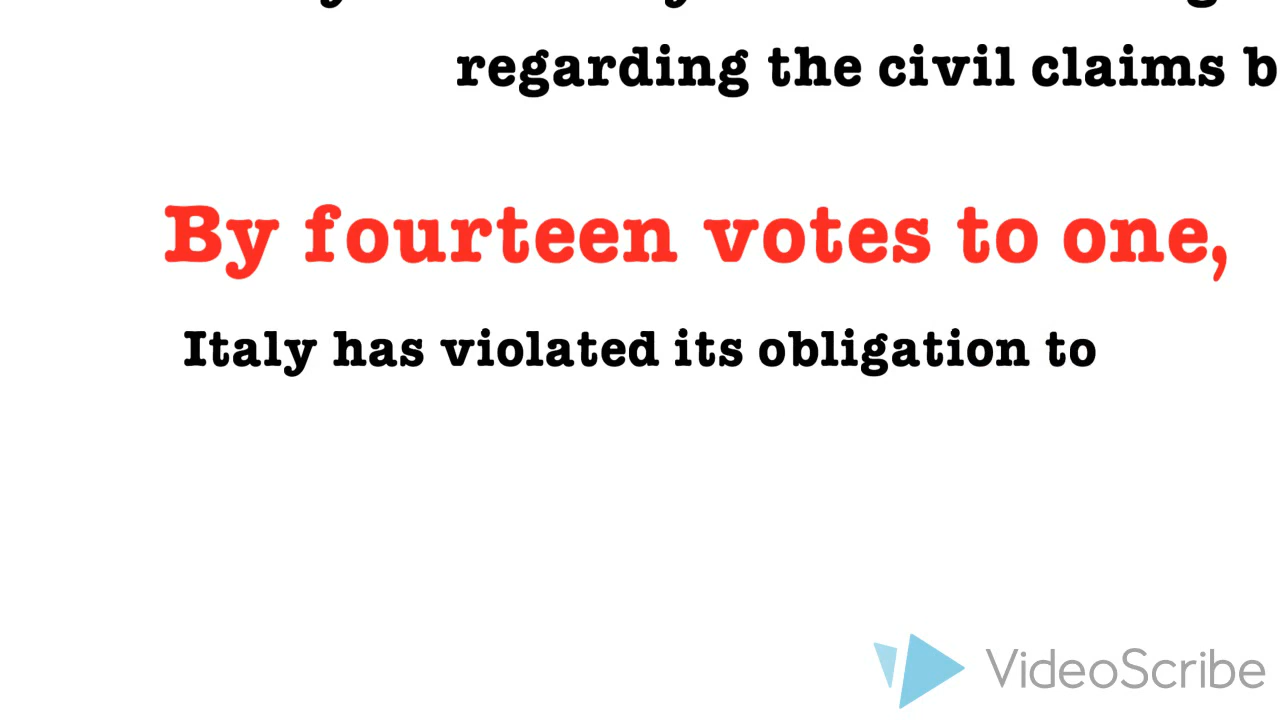 regarding the civil claims b
By fourteen votes to one,
Italy has violated its obligation to
VideoScribe